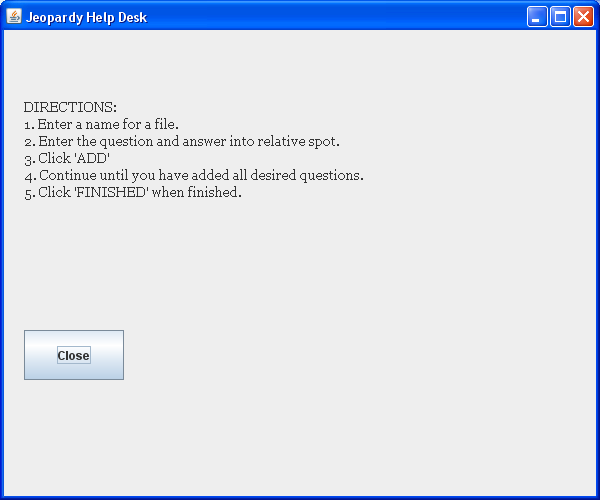 Jeopardy Help Desk
DIRECTIONS:
1. Enter a name for a file.
2. Enter the question and answer into relative spot.
3. Click 'ADD'
4. Continue until you have added all desired questions.
5. Click 'FINISHED' when finished.
Close